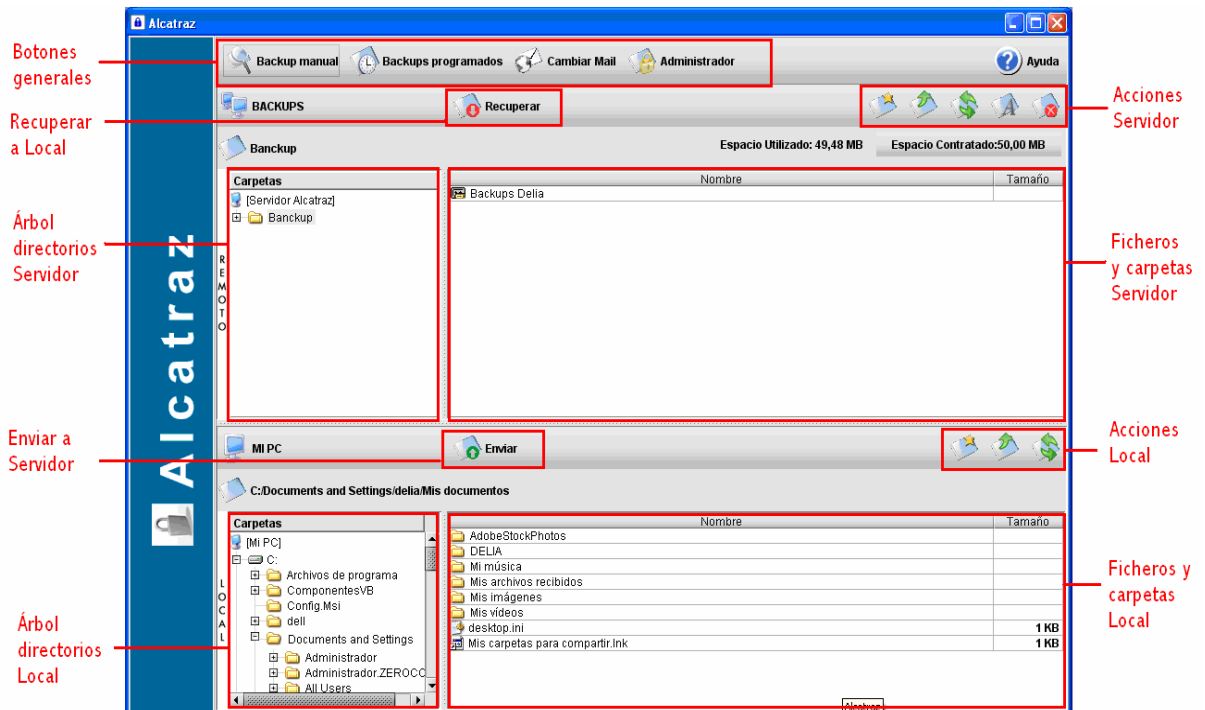 Alcatraz
Botones
generales
Backup manual
Backups programados
Cambiar Mail
Administrador
Ayuda
Recuperar
a Local
BACKUPS
Recuperar
Acciones
Servidor
Banckup
Espacio Utilizado: 49,48 MB
Espacio Contratado:50,00 MB
Árbol
directorios
Servidor
REMOTO
Carpetas
[Servidor Alcatraz]
Banckup
Nombre
Tamaño
Backups Delia
Ficheros
y carpetas
Servidor
Alcatraz
Enviar a
Servidor
MI PC
Enviar
Acciones
Local
C:/Documents and Settings/delia/Mis documentos
Árbol
directorios
Local
LOCAL
Carpetas
[Mi PC]
C:
Archivos de programa
ComponentesVB
Config.Msi
dell
Documents and Settings
Administrador
Administrador.ZEROCO
All Users
Nombre
Tamaño
AdobeStockPhotos
DELIA
Mi música
Mis archivos recibidos
Mis imágenes
Mis vídeos
desktop.ini
1 KB
Mis carpetas para compartir.lnk
1 KB
Ficheros y
carpetas
Local
Alcatraz